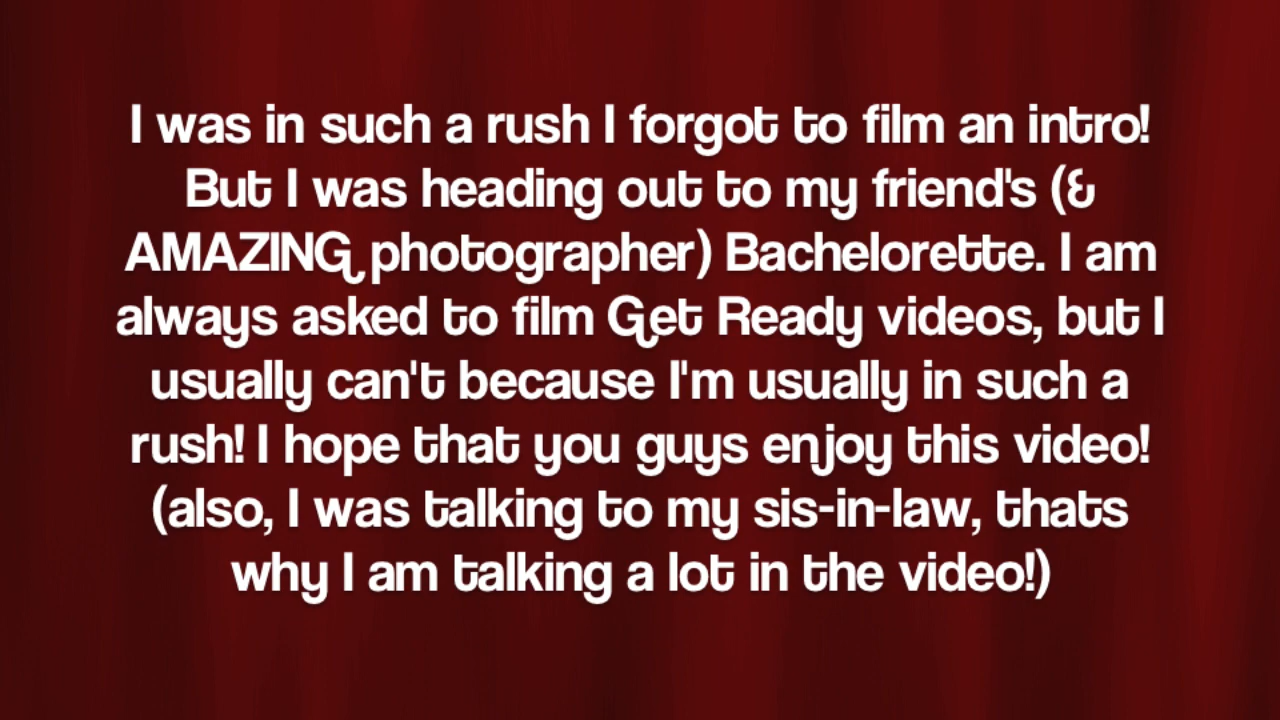 I was in such a rush I forgot to film an intro!
But I was heading out to my friend's (&
AMAZING photographer) Bachelorette. I am
always asked to film Get Ready videos, but I
usually can't because I'm usually in such a
rush! I hope that you guys enjoy this video!
(also, I was talking to my sis-in-law, thats
why I am talking a lot in the video!)